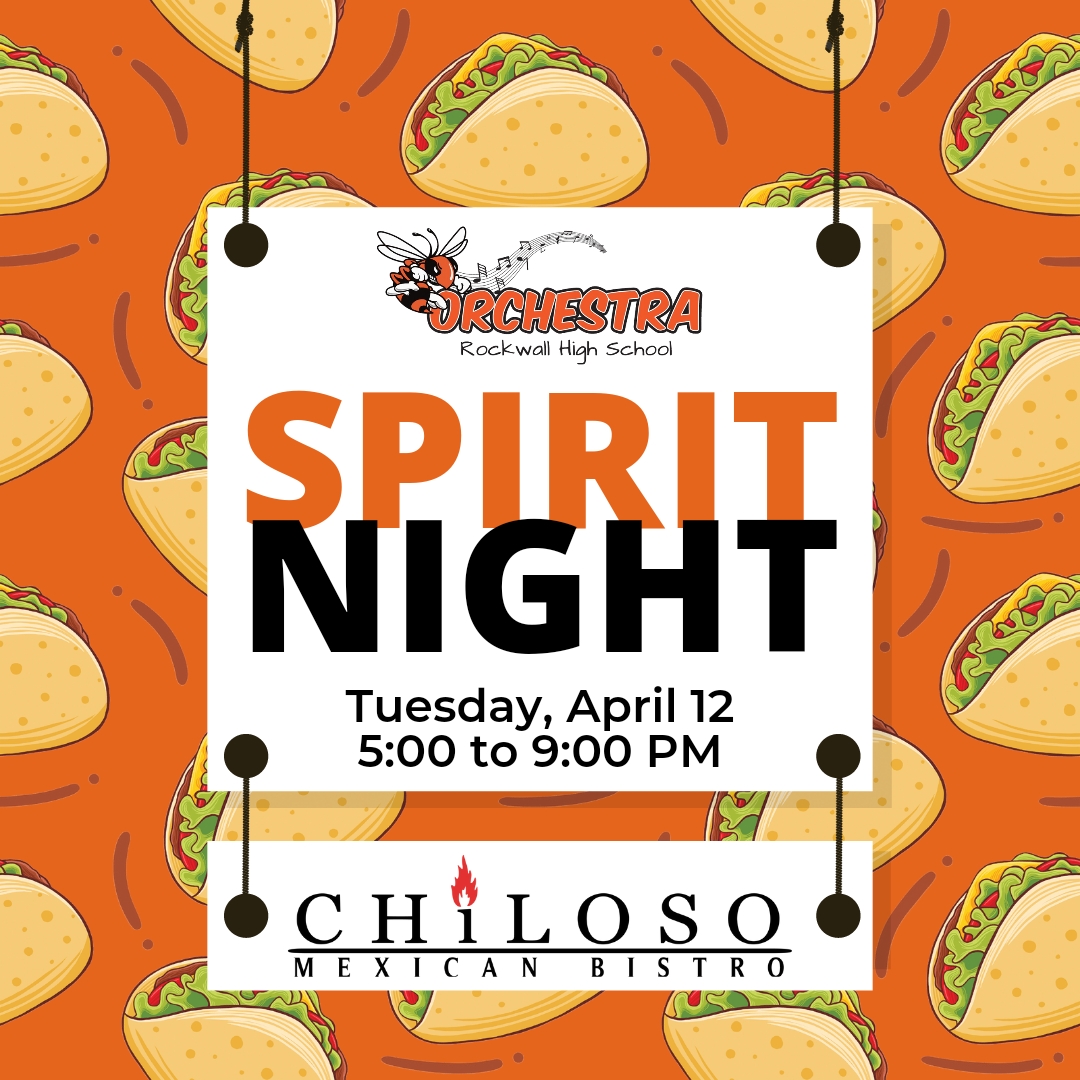 ORCHESTRA
Rockwall High School
SPIRIT
NIGHT
Tuesday, April 12
5:00 to 9:00 PM
CHiLOSO
MEXICAN BISTRO